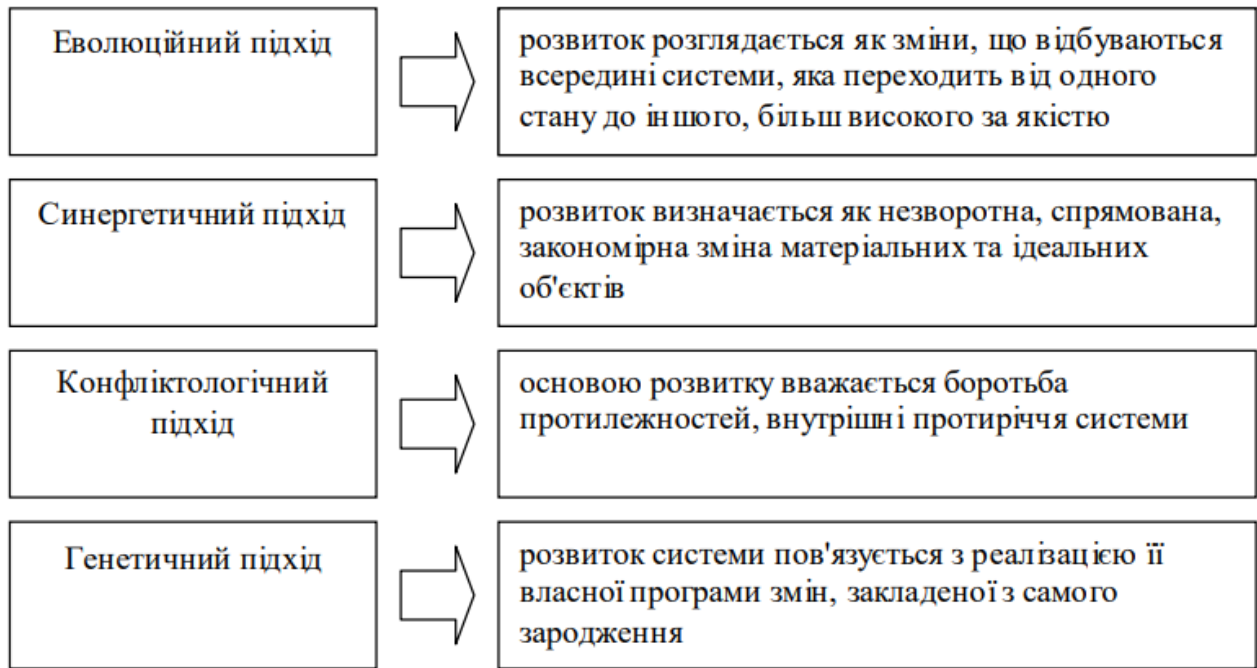 Еволюційний підхід
розвиток розглядається як зміни, що відбуваються
всередині системи, яка переходить від одного
стану до іншого, більш високого за якістю
Синергетичний підхід
розвиток визначається як незворотна, спрямована,
закономірна зміна матеріальних та ідеальних
об'єктів
Конфліктологічний
підхід
основою розвитку вважається боротьба
протилежностей, внутрішні протиріччя системи
Генетичний підхід
розвиток системи пов'язується з реалізацією її
власної програми змін, закладеної з самого
зародження